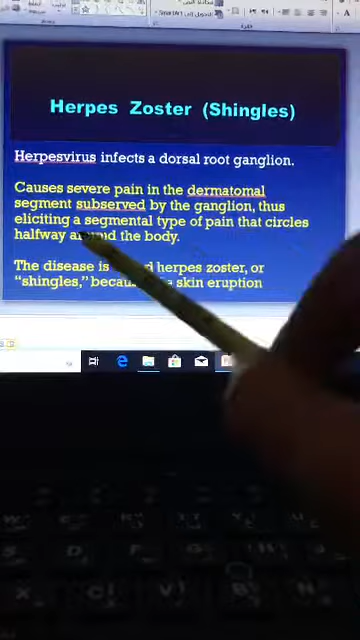 Herpes Zoster (Shingles)
Herpesvirus infects a dorsal root ganglion.
Causes severe pain in the dermatomal
segment subserved by the ganglion, thus
eliciting a segmental type of pain that circles
halfway around the body.
The disease is herpes zoster, or
"shingles," skin eruption